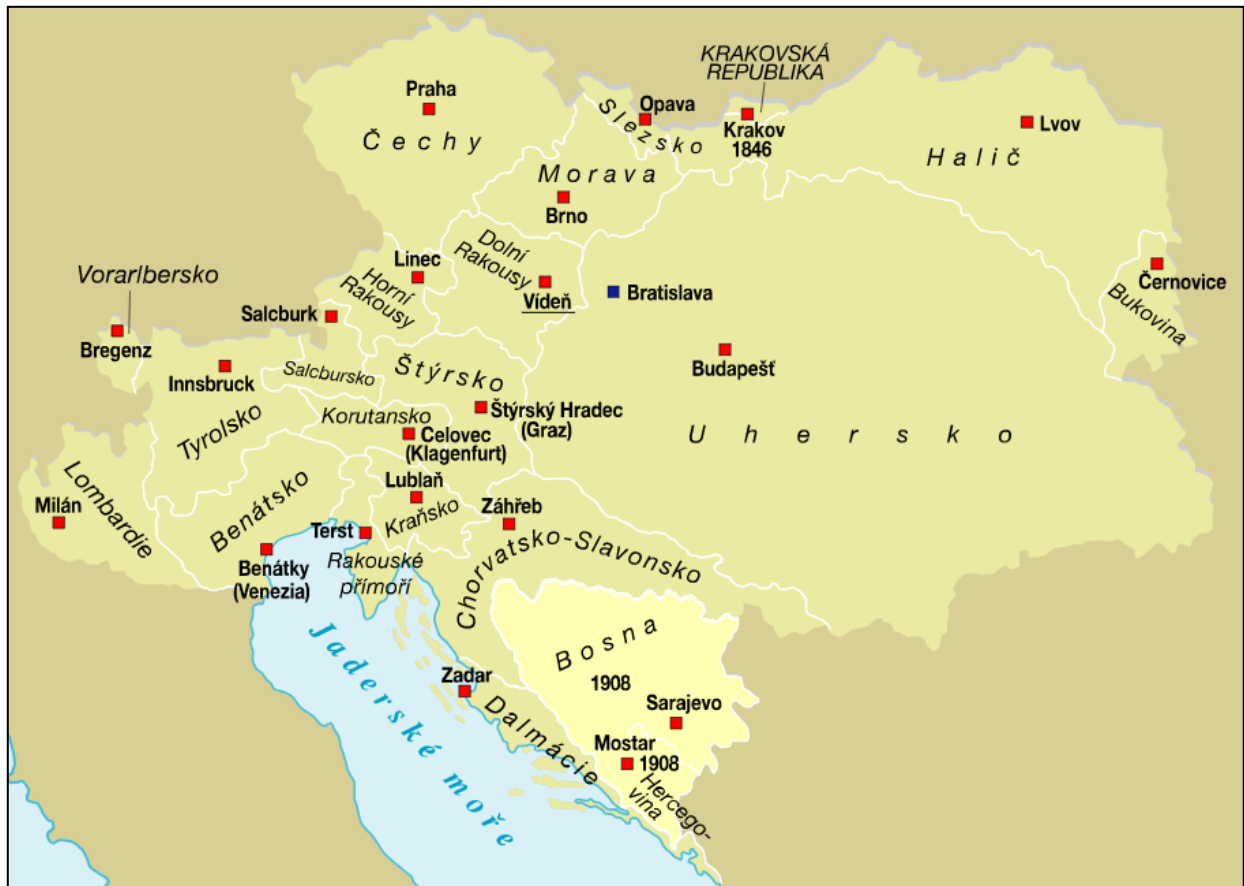 KRAKOVSKÁ
REPUBLIKA
Praha
Opava
Slezsko
Krakov
1846
Lvov
Čechy
Halič
Morava
Brno
Dolní
Rakousy
Linec
Horní
Rakousy
Vídeň
Bratislava
Vorarlbersko
Černovice
Bukovina
Salcburk
Bregenz
Innsbruck
Salcbursko
Štýrsko
Budapešť
Tyrolsko
Korutansko
Štýrský Hradec
(Graz)
Celovec
(Klagenfurt)
Uhersko
Lombardie
Milán
Benátsko
Lublaň
Kraňsko
Záhřeb
Terst
Benátky
(Venezia)
Rakouské
přímoří
Chorvatsko-Slavonsko
Jaderské moře
Bosna
1908
Zadar
Sarajevo
Dalmácie
Mostar
1908
Hercego-
vina